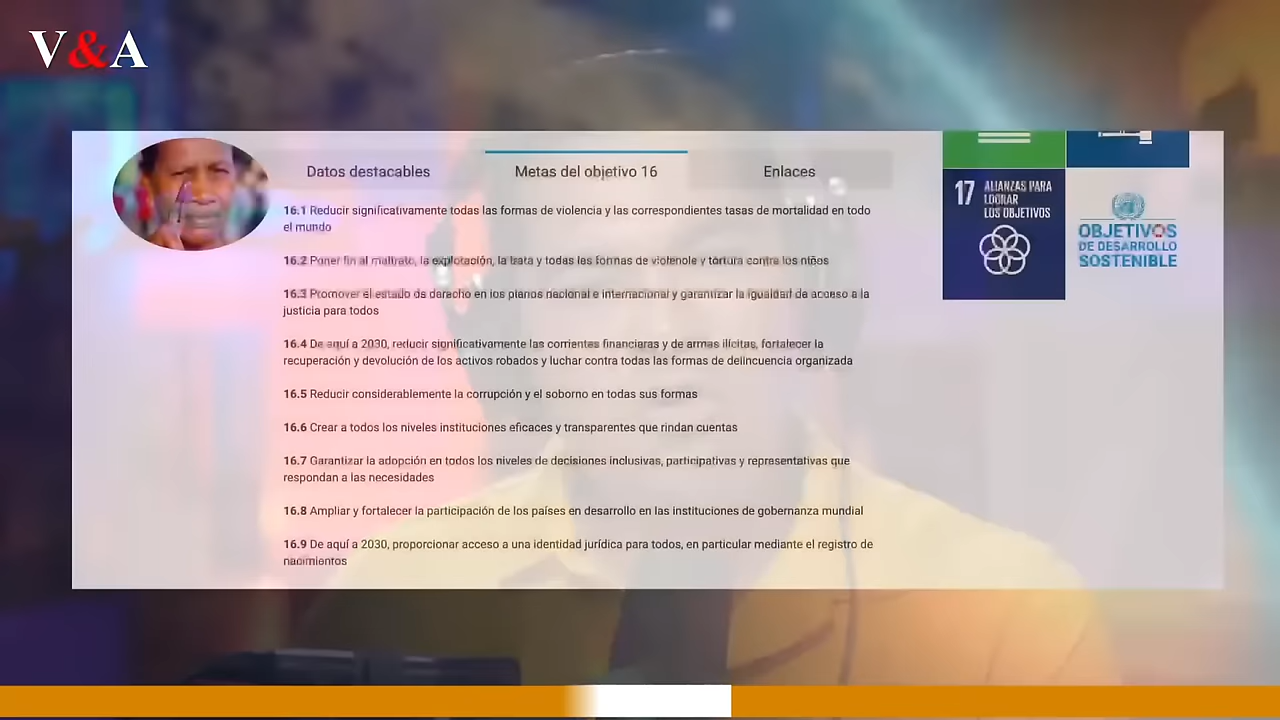 V&A
Datos destacables
Metas del objetivo 16
Enlaces
16.1 Reducir significativamente todas las formas de violencia y las correspondientes tasas de mortalidad en todo
el mundo
16.2 Poner fin al maltrato, la explotación, la trata y todas las formas de violencia y tortura contra los niños
16.3 Promover el estado de derecho en los planos nacional e internacional y garantizar la igualdad de acceso a la
justicia para todos
16.4 De aquí a 2030, reducir significativamente las corrientes financieras y de armas ilícitas, fortalecer la
recuperación y devolución de los activos robados y luchar contra todas las formas de delincuencia organizada
16.5 Reducir considerablemente la corrupción y el soborno en todas sus formas
16.6 Crear a todos los niveles instituciones eficaces y transparentes que rindan cuentas
16.7 Garantizar la adopción en todos los niveles de decisiones inclusivas, participativas y representativas que
respondan a las necesidades
16.8 Ampliar y fortalecer la participación de los países en desarrollo en las instituciones de gobernanza mundial
16.9 De aquí a 2030, proporcionar acceso a una identidad jurídica para todos, en particular mediante el registro de
nacimientos
17 ALIANZAS PARA
LOGRAR
LOS OBJETIVOS
OBJETIVOS
DE DESARROLLO
SOSTENIBLE